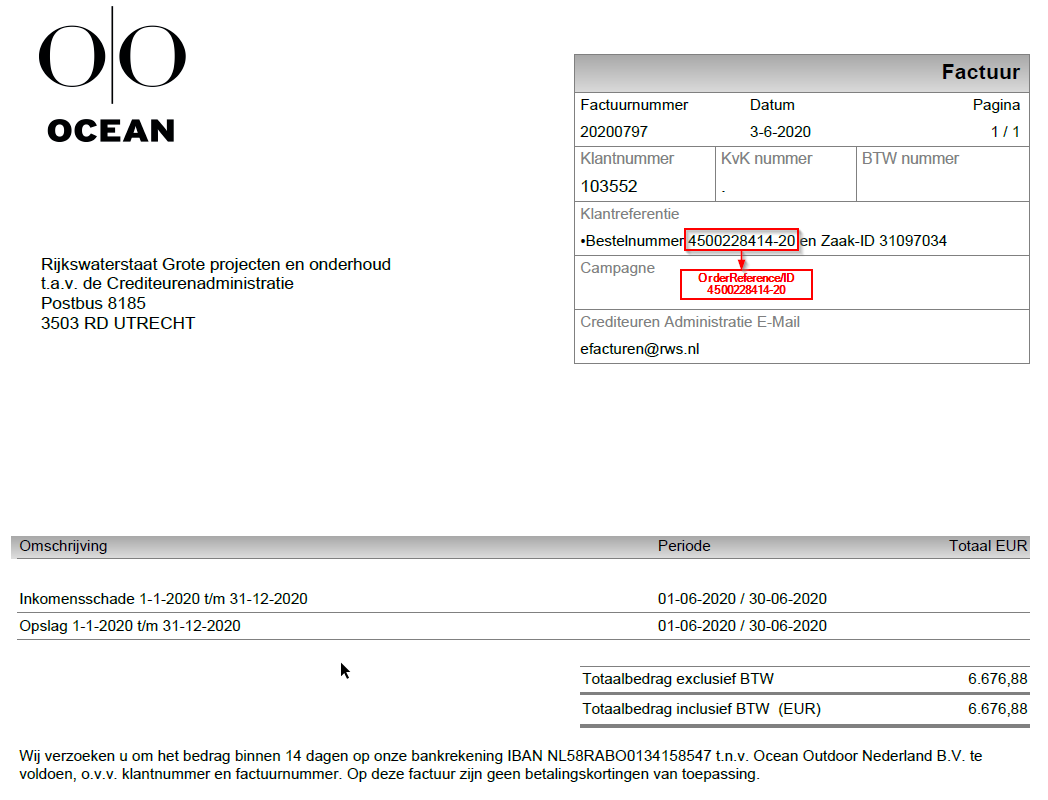 O|O
OCEAN
Factuur
Factuurnummer Datum Pagina
20200797 3-6-2020 1 / 1
Klantnummer KvK nummer BTW nummer
103552 .
Klantreferentie
•Bestelnummer 4500228414-20 en Zaak-ID 31097034
Campagne
OrderReference/ID
4500228414-20
Crediteuren Administratie E-Mail
efacturen@rws.nl
Rijkswaterstaat Grote projecten en onderhoud
t.a.v. de Crediteurenadministratie
Postbus 8185
3503 RD UTRECHT
Omschrijving Periode Totaal EUR
Inkomensschade 1-1-2020 t/m 31-12-2020 01-06-2020 / 30-06-2020
Opslag 1-1-2020 t/m 31-12-2020 01-06-2020 / 30-06-2020
Totaalbedrag exclusief BTW 6.676,88
Totaalbedrag inclusief BTW (EUR) 6.676,88
Wij verzoeken u om het bedrag binnen 14 dagen op onze bankrekening IBAN NL58RABO0134158547 t.n.v. Ocean Outdoor Nederland B.V. te
voldoen, o.v.v. klantnummer en factuurnummer. Op deze factuur zijn geen betalingskortingen van toepassing.